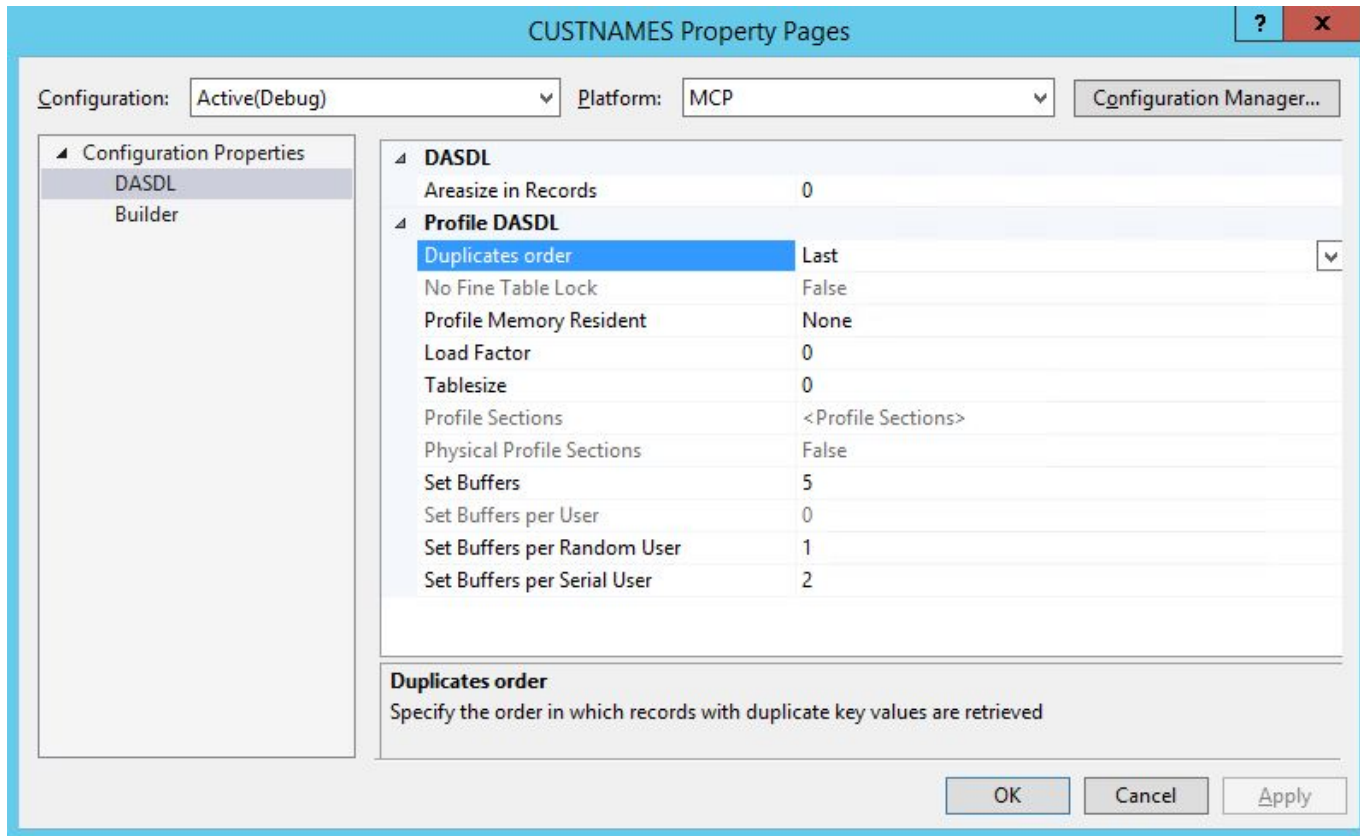 CUSTNAMES Property Pages
? x
Configuration: Active(Debug) Platform: MCP Configuration Manager...
Configuration Properties
DASDL
Builder
DASDL
Areasize in Records 0
Profile DASDL
Duplicates order Last
No Fine Table Lock False
Profile Memory Resident None
Load Factor 0
Tablesize 0
Profile Sections <Profile Sections>
Physical Profile Sections False
Set Buffers 5
Set Buffers per User 0
Set Buffers per Random User 1
Set Buffers per Serial User 2
Duplicates order
Specify the order in which records with duplicate key values are retrieved
OK Cancel Apply